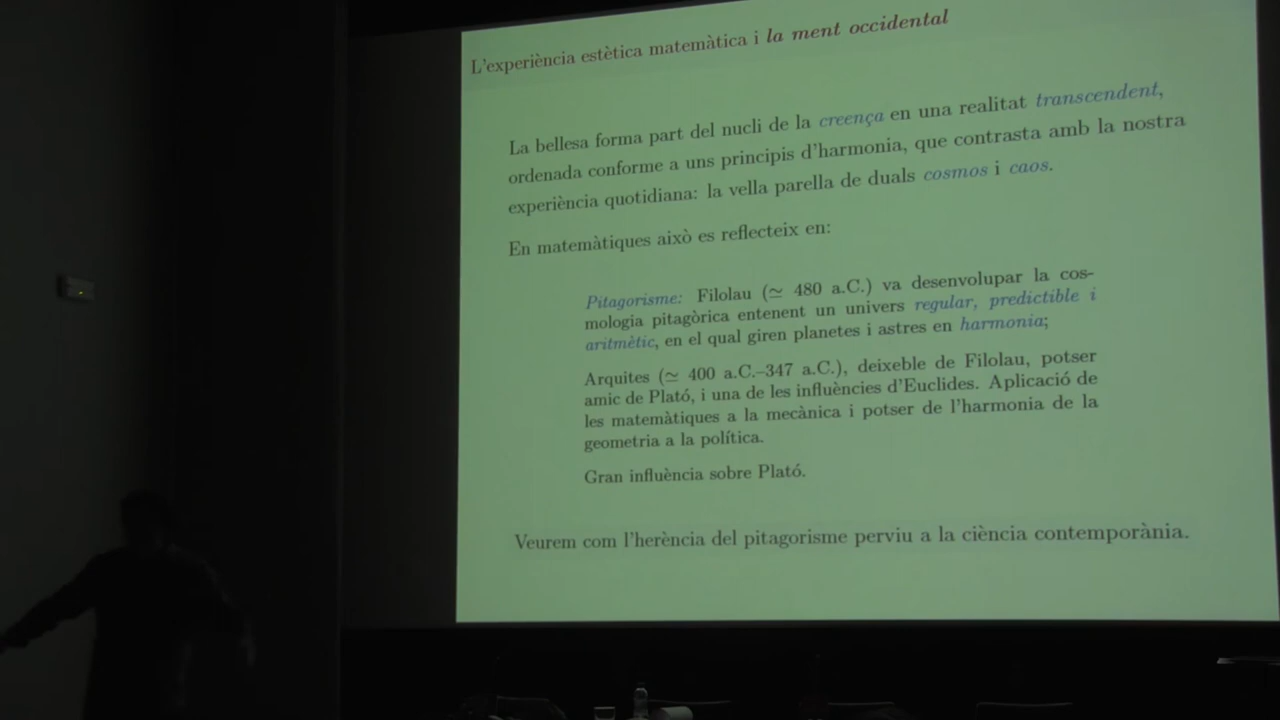 L'experiència estètica matemàtica i la ment occidental
La bellesa forma part del nucli de la creença en una realitat transcendent,
ordenada conforme a uns principis d'harmonia, que contrasta amb la nostra
experiència quotidiana: la vella parella de duals cosmos i caos.
En matemàtiques això es reflecteix en:
Pitagorisme: Filolau (≃ 480 a.C.) va desenvolupar la cos-
mologia pitagòrica entenent un univers regular, predictible i
aritmètic, en el qual giren planetes i astres en harmonia;
Arquites (≃ 400 a.C.–347 a.C.), deixeble de Filolau, potser
amic de Plató, i una de les influències d'Euclides. Aplicació de
les matemàtiques a la mecànica i potser de l'harmonia de la
geometria a la política.
Gran influència sobre Plató.
Veurem com l'herència del pitagorisme perviu a la ciència contemporània.